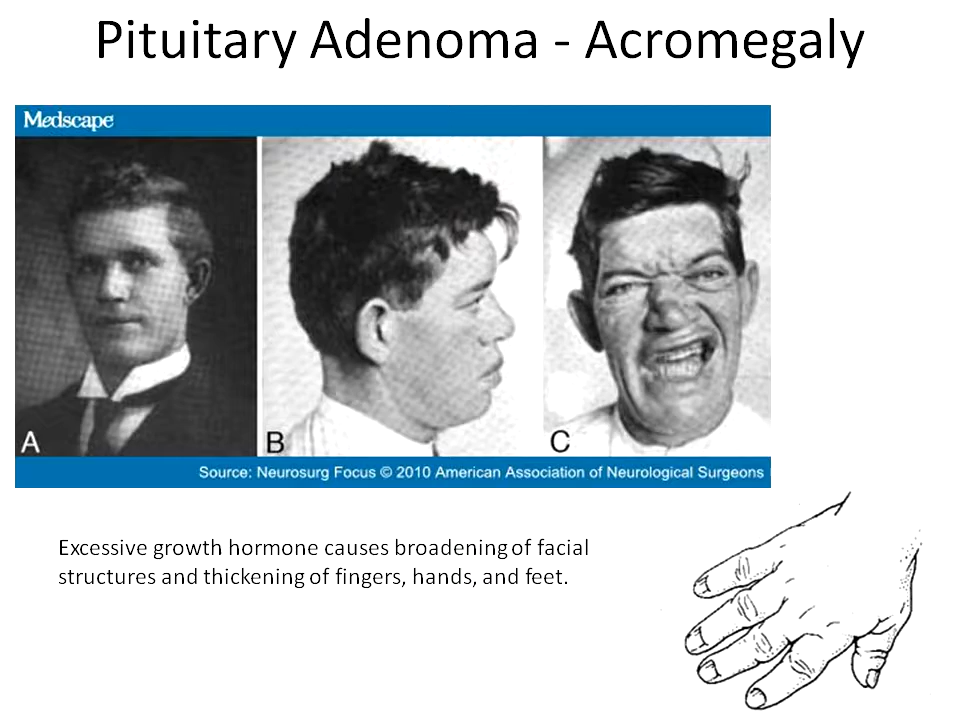 Pituitary Adenoma - Acromegaly
Medscape
A
B
C
Source: Neurosurg Focus © 2010 American Association of Neurological Surgeons
Excessive growth hormone causes broadening of facial
structures and thickening of fingers, hands, and feet.